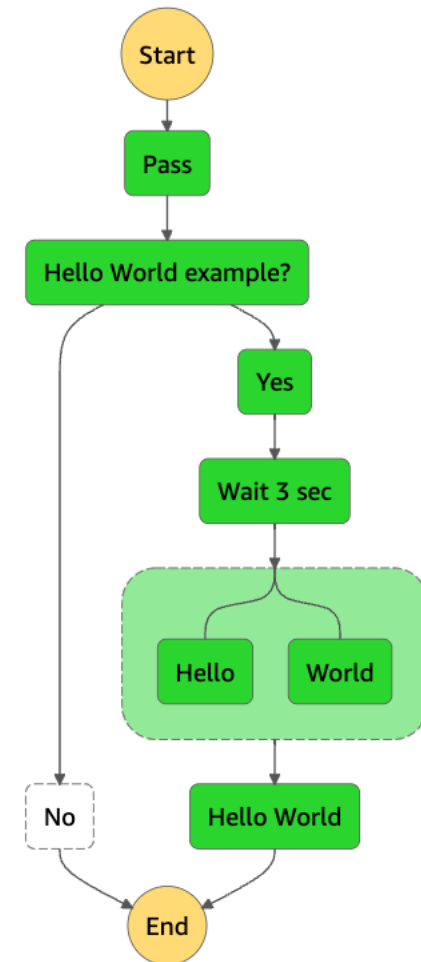 Start
Pass
Hello World example?
Yes
Wait 3 sec
Hello
World
No
Hello World
End